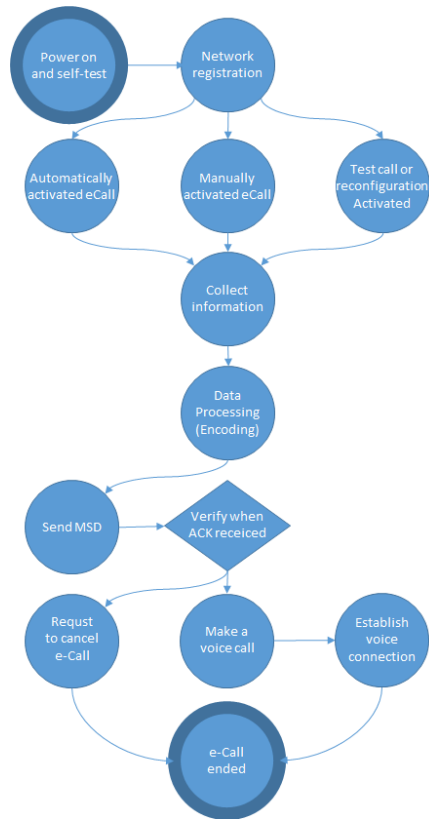 Power on
and self-test
Network
registration
Automatically
activated eCall
Manually
activated eCall
Test call or
reconfiguration
Activated
Collect
information
Data
Processing
(Encoding)
Send MSD
Verify when
ACK receiced
Requst
to cancel
e-Call
Make a
voice call
Establish
voice
connection
e-Call
ended